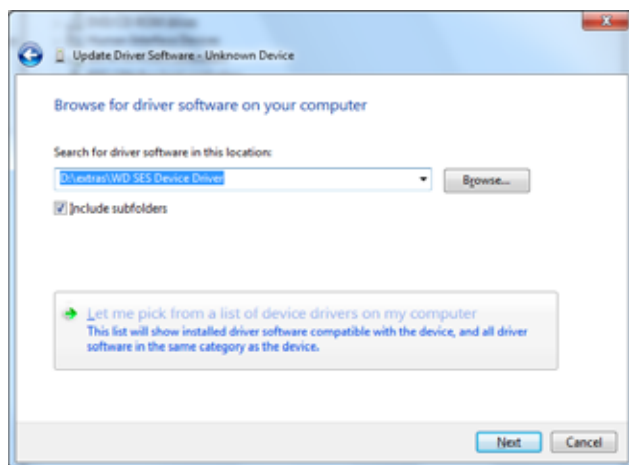 Update Driver Software - Unknown Device
Browse for driver software on your computer
Search for driver software in this location:
D:\extras\WD SES Device Driver
Browse...
Include subfolders
Let me pick from a list of device drivers on my computer
This list will show installed driver software compatible with the device, and all driver
software in the same category as the device.
Next
Cancel